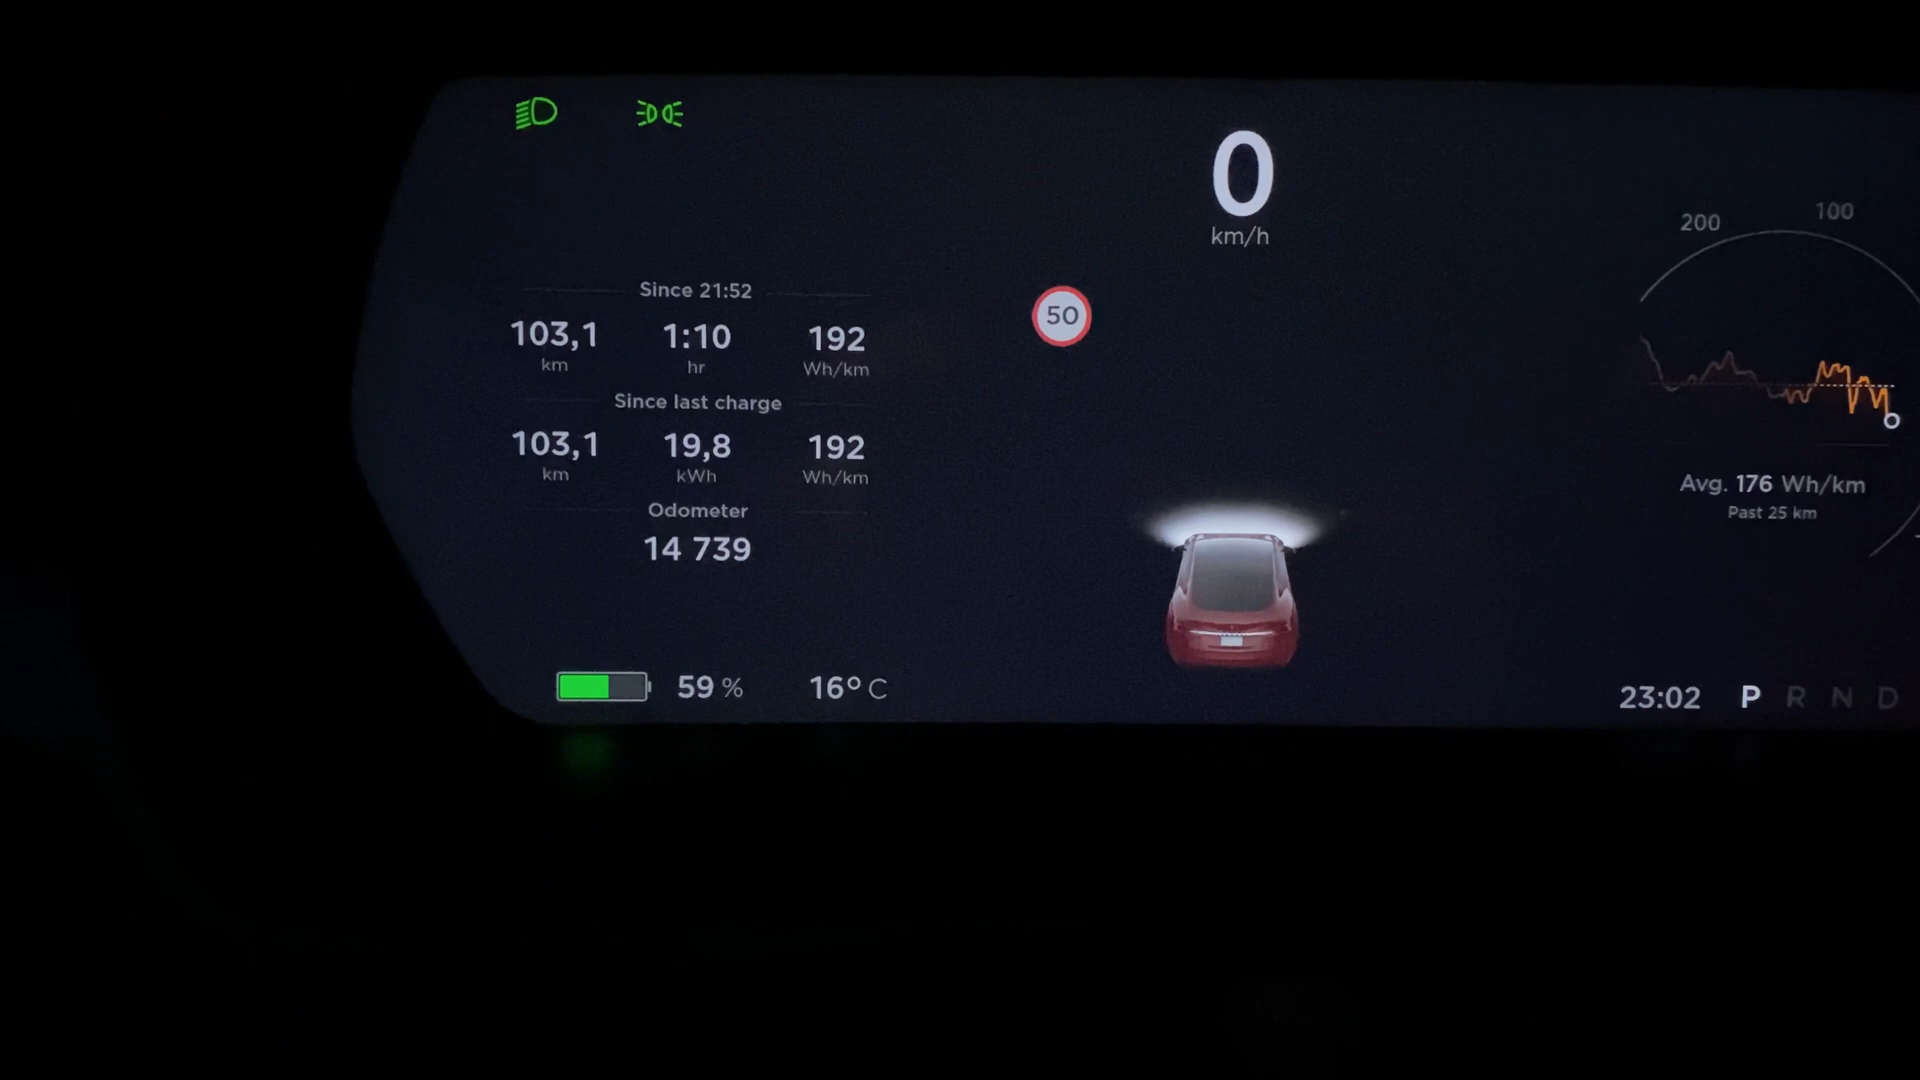 0
km/h
200 100
Since 21:52
103,1 1:10 192
km hr Wh/km
50
Since last charge
103,1 19,8 192
km kWh Wh/km
Odometer
14 739
Avg. 176 Wh/km
Past 25 km
59 % 16° C
23:02 P R N D